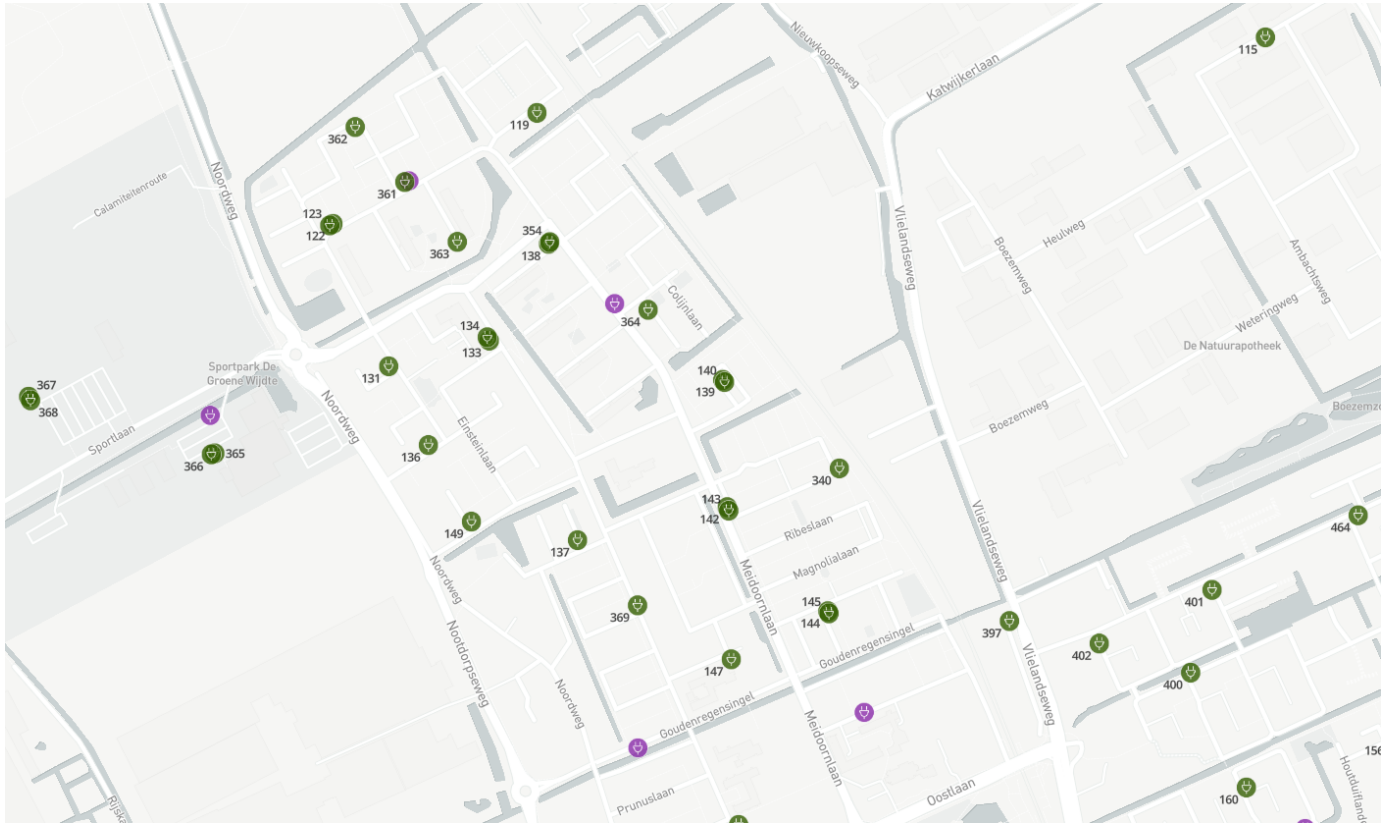 115
Nieuwkoopseweg
Katwijkerlaan
119
362
Noordweg
Calamiteitenroute
361
123
122
363
354
138
Vlielandseweg
Boezemweg
Heulweg
Ambachtsweg
Colijnlaan
364
Weteringweg
De Natuurapotheek
134
133
Sportpark De
Groene Wijdte
131
140
139
367
368
Noordweg
Boezemweg
Sportlaan
Einsteinlaan
136
366
365
340
143
142
Ribeslaan
Vlielandseweg
464
149
137
Magnolialaan
Noordweg
Meidoornlaan
401
145
144
369
397
Goudenregensingel
402
Nootdorpseweg
147
400
Noordweg
Vlielandseweg
Goudenregensingel
Meidoornlaan
156
Oostlaan
160
Prunuslaan